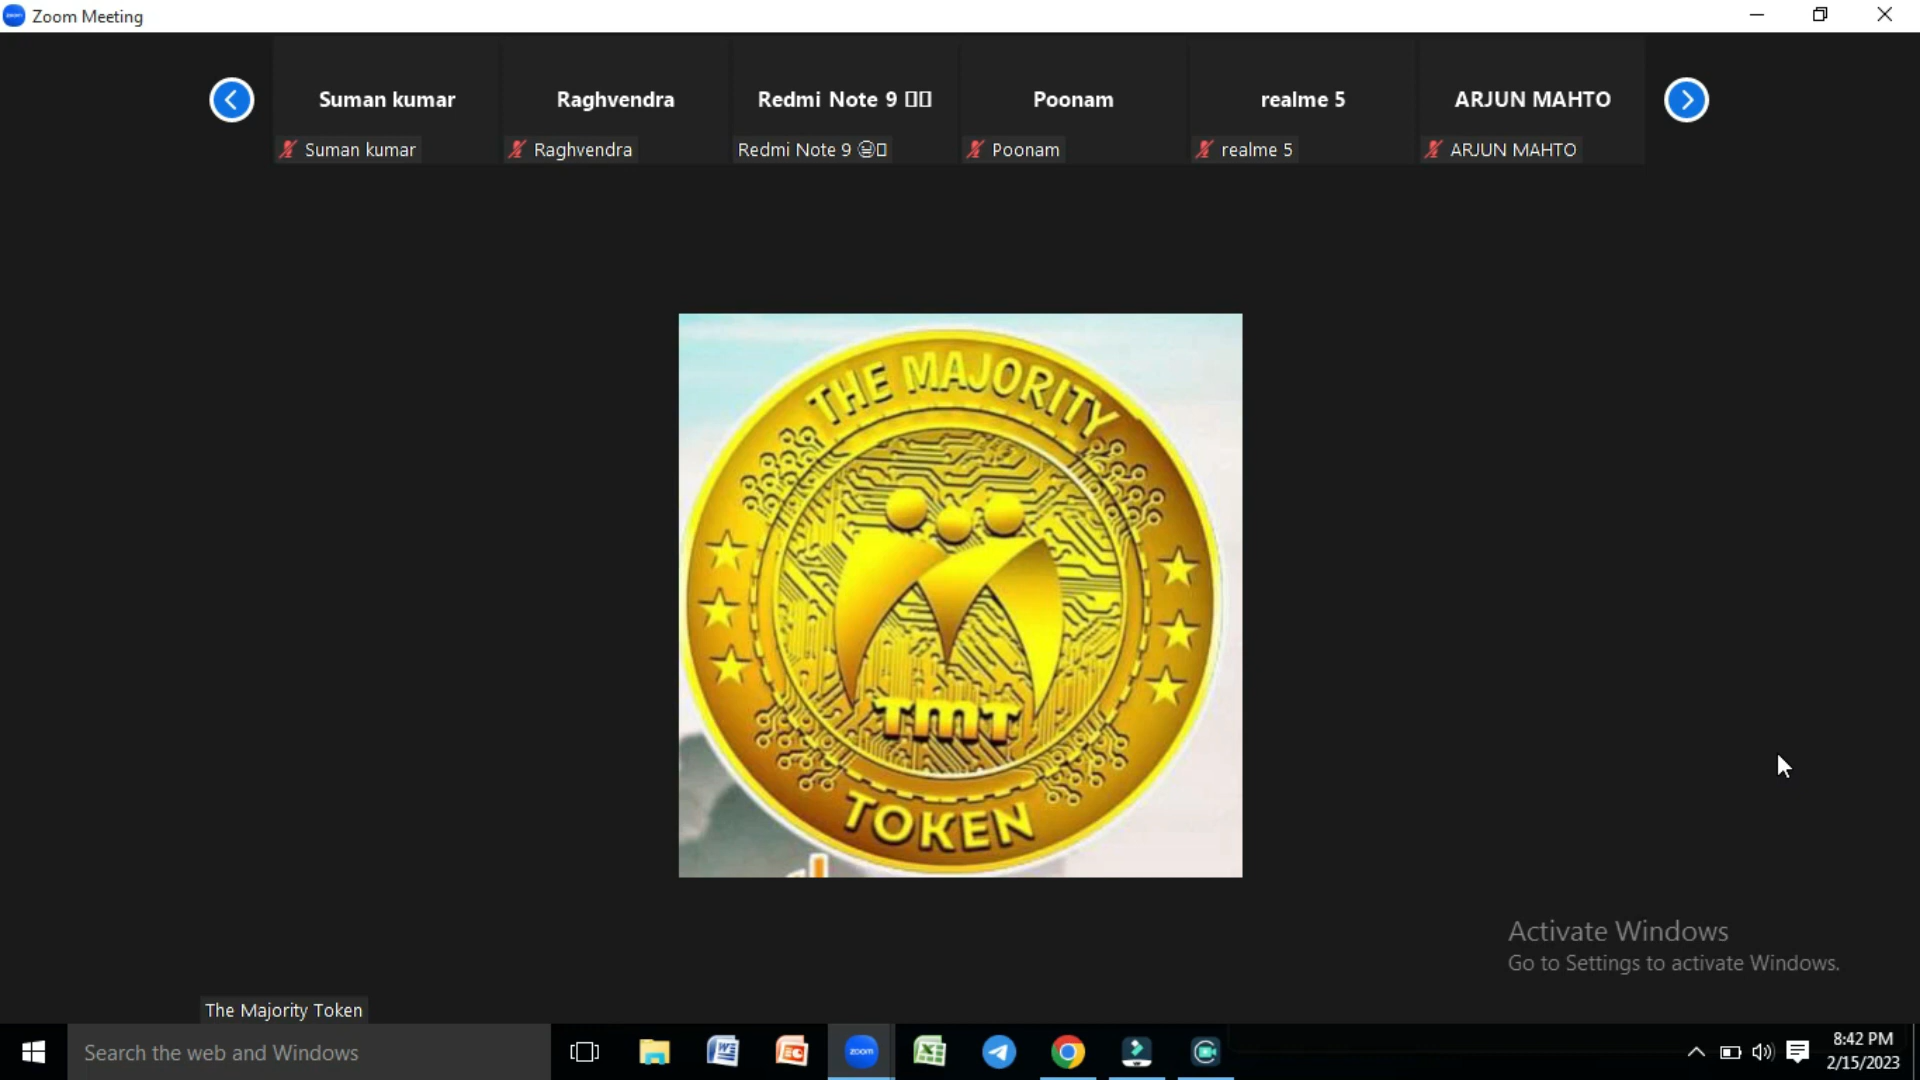 Zoom Meeting
Suman kumar
Raghvendra
Redmi Note 9
Poonam
realme 5
ARJUN MAHTO
Suman kumar
Raghvendra
Redmi Note 9
Poonam
realme 5
ARJUN MAHTO
THE MAJORITY
TMT
TOKEN
Activate Windows
Go to Settings to activate Windows.
The Majority Token
Search the web and Windows
zoom
8:42 PM
2/15/2023